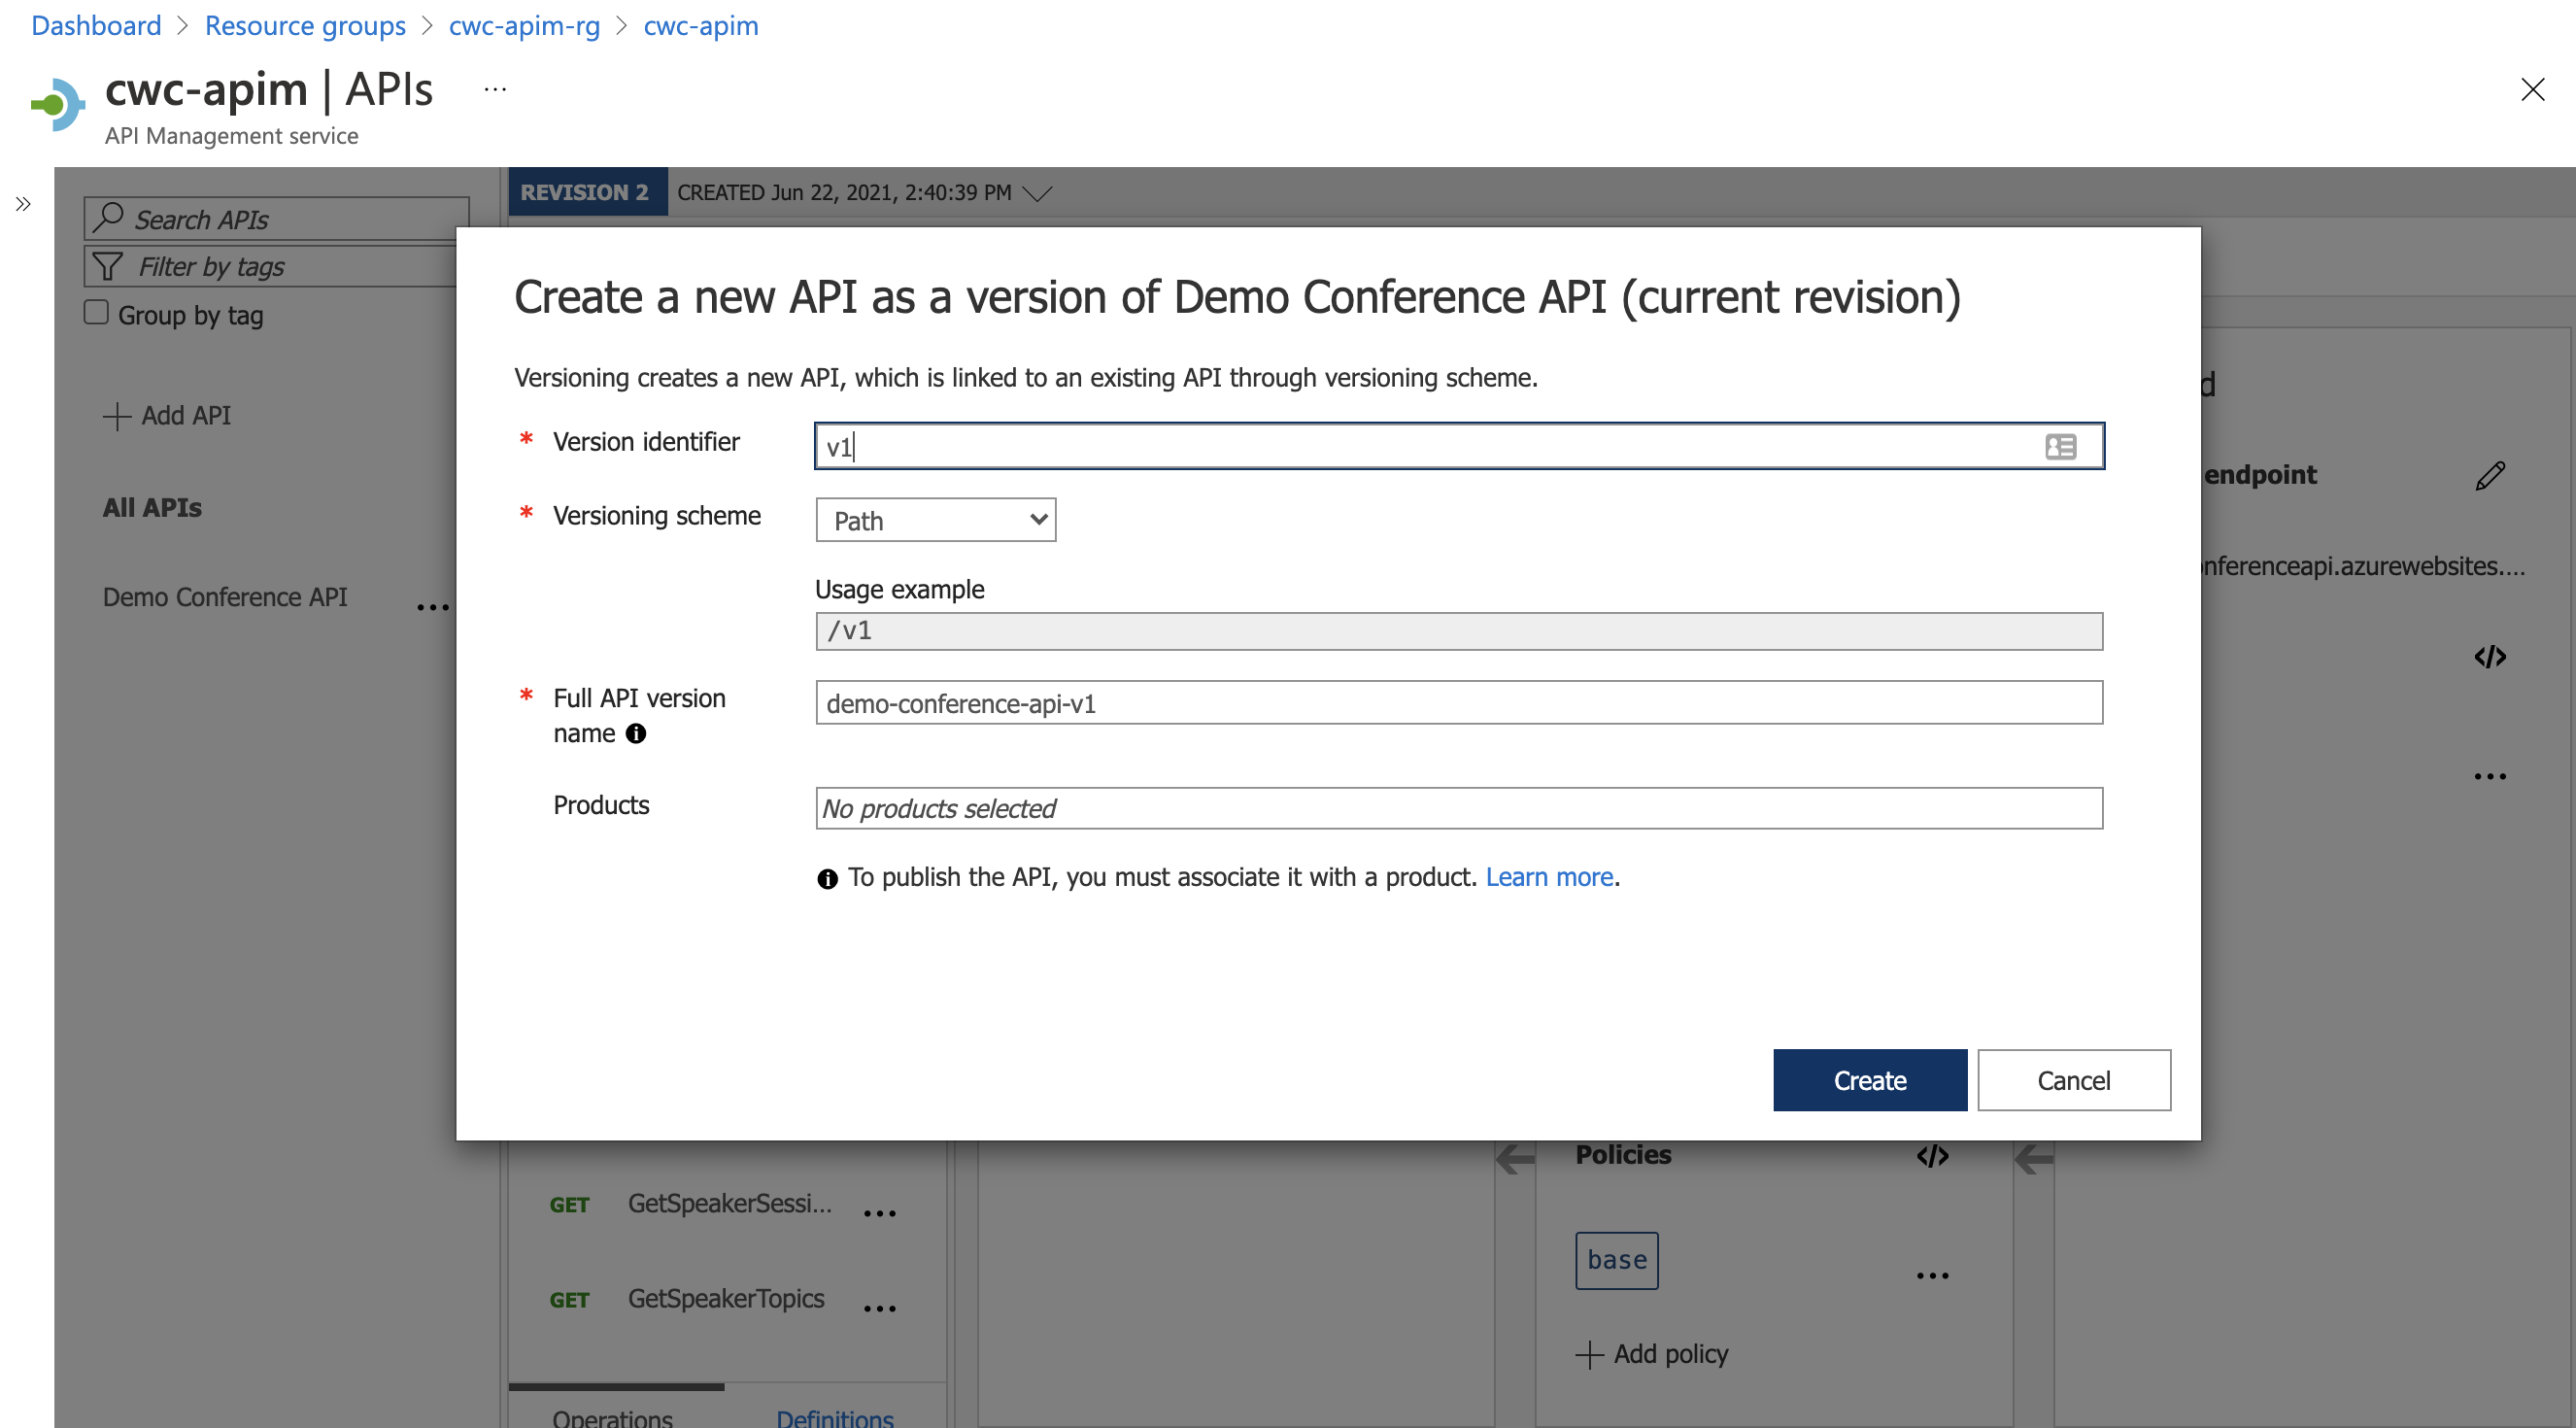 Dashboard > Resource groups > cwc-apim-rg > cwc-apim
cwc-apim | APIs ...
API Management service
REVISION 2 CREATED Jun 22, 2021, 2:40:39 PM
Search APIs
Filter by tags
Group by tag
Add API
All APIs
Demo Conference API ...
Create a new API as a version of Demo Conference API (current revision)
Versioning creates a new API, which is linked to an existing API through versioning scheme.
* Version identifier v1
* Versioning scheme Path
Usage example
/v1
* Full API version
name
demo-conference-api-v1
Products No products selected
To publish the API, you must associate it with a product. Learn more.
Create Cancel
endpoint
nferenceapi.azurewebsites....
</>
...
GET GetSpeakerSessi... ...
GET GetSpeakerTopics ...
Operations Definitions
Policies </>
base ...
Add policy